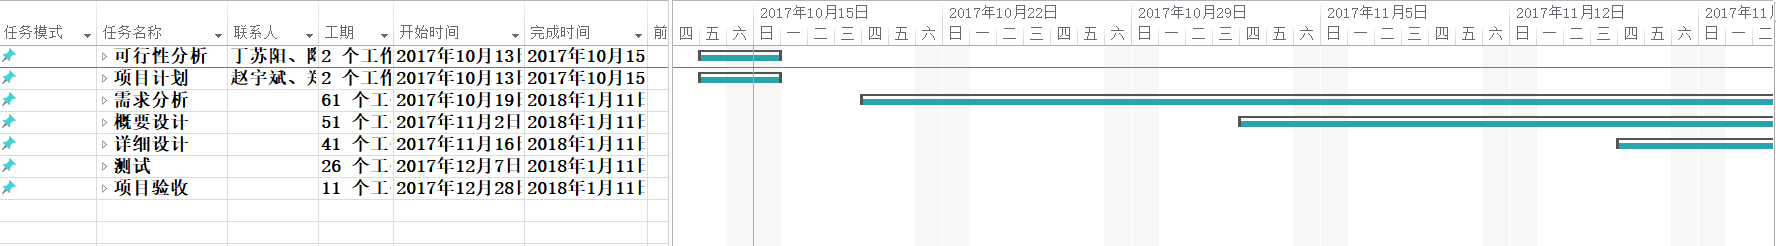 2017年10月15日 2017年10月22日 2017年10月29日 2017年11月5日 2017年11月12日 2017年11
任务模式 任务名称 联系人 工期 开始时间 完成时间 前 四 五 六 日 一 二 三 四 五 六 日 一 二 三 四 五 六 日 一 二 三 四 五 六 日 一 二 三 四 五 六 日 一 二 三 四 五 六 日 一 二
可行性分析 丁苏阳、 2 个工作 2017年10月13日 2017年10月15
项目计划 赵宇斌、 2 个工作 2017年10月13日 2017年10月15
需求分析 61 个工 2017年10月19日 2018年1月11日
概要设计 51 个工 2017年11月2日 2018年1月11日
详细设计 41 个工 2017年11月16日 2018年1月11日
测试 26 个工 2017年12月7日 2018年1月11日
项目验收 11 个工 2017年12月28日 2018年1月11日